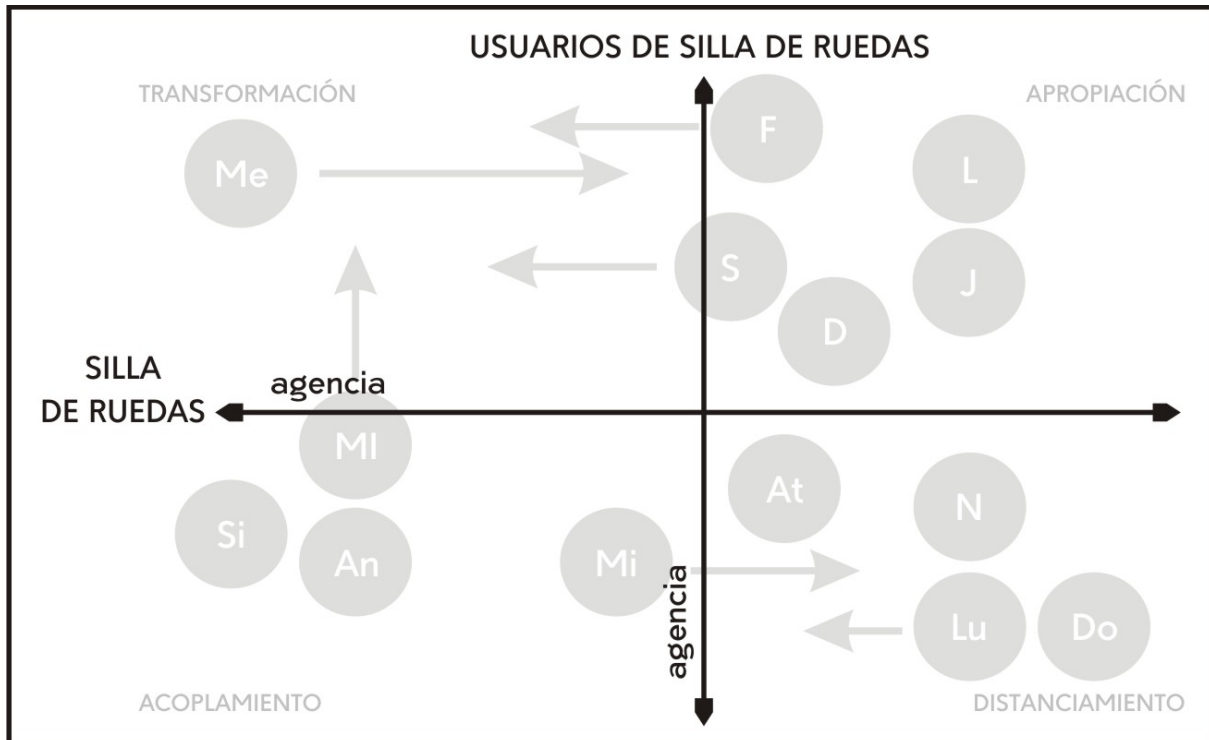 USUARIOS DE SILLA DE RUEDAS
TRANSFORMACIÓN
APROPIACIÓN
F
Me
L
S
J
D
SILLA
DE RUEDAS
agencia
MI
At
N
Si
An
Mi
agencia
Lu
Do
ACOPLAMIENTO
DISTANCIAMIENTO